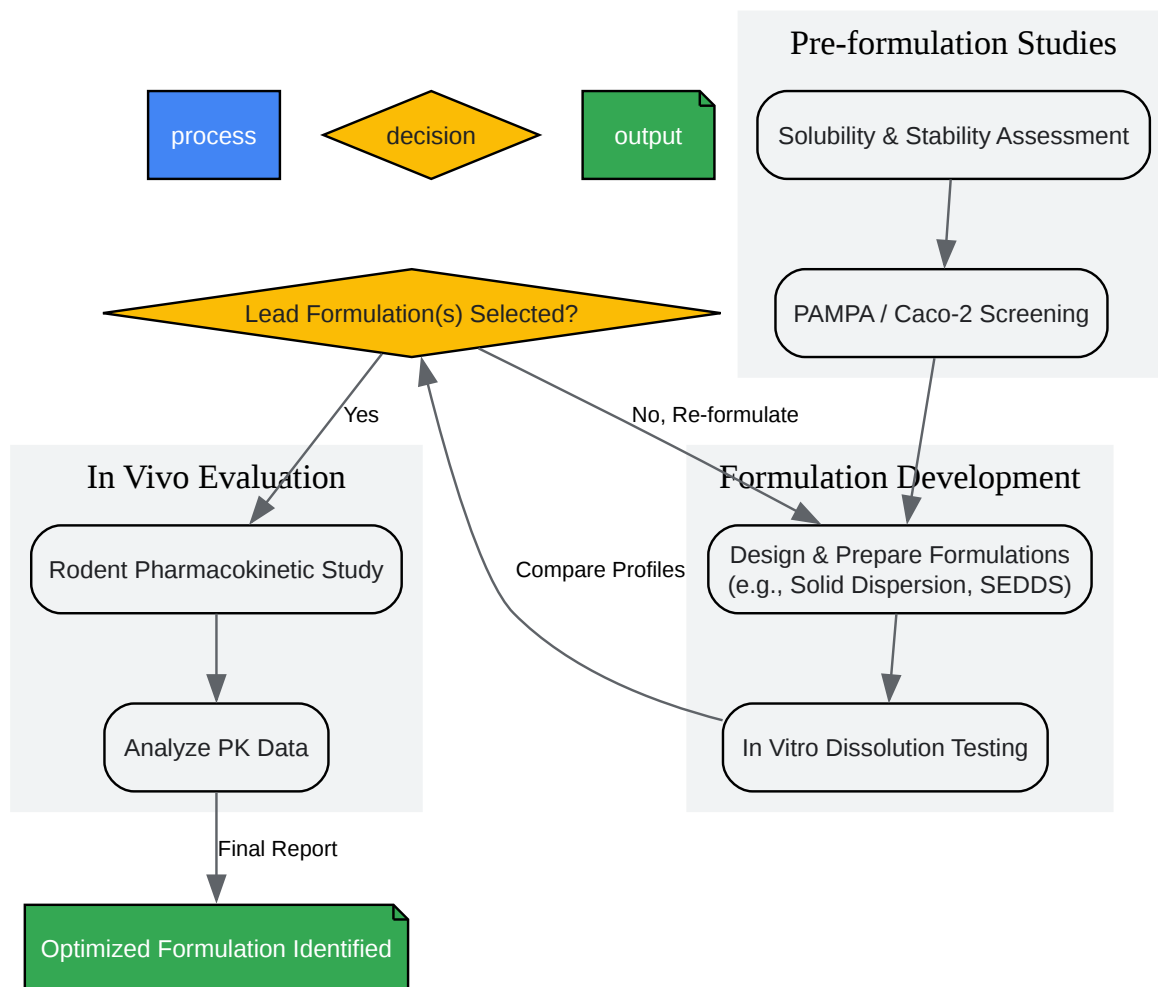 Pre-formulation Studies
process
decision
output
Solubility & Stability Assessment
Lead Formulation(s) Selected?
PAMPA / Caco-2 Screening
Yes
No, Re-formulate
In Vivo Evaluation
Formulation Development
Rodent Pharmacokinetic Study
Compare Profiles
Design & Prepare Formulations
(e.g., Solid Dispersion, SEDDS)
Analyze PK Data
In Vitro Dissolution Testing
Final Report
Optimized Formulation Identified